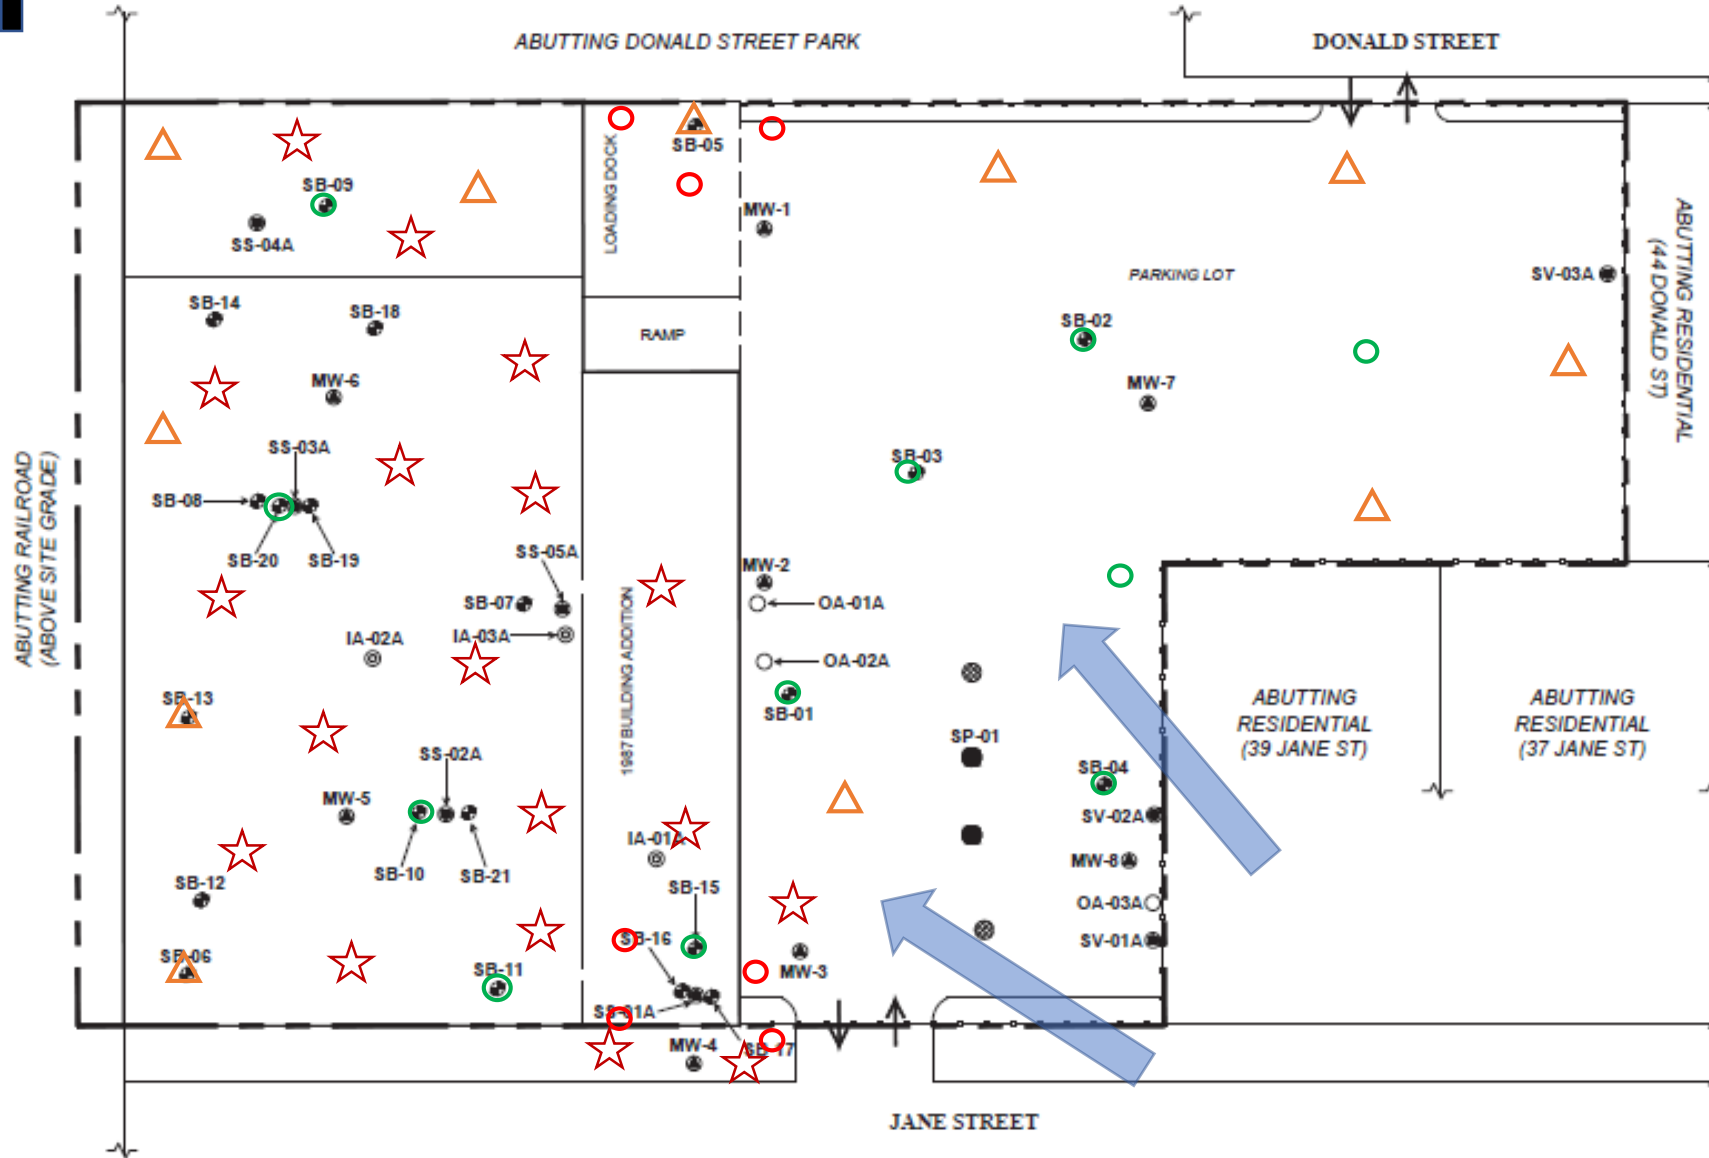 ABUTTING DONALD STREET PARK
DONALD STREET
SB-05
LOADING DOCK
SB-09
SS-04A
MW-1
PARKING LOT
SV-03A
ABUTTING RESIDENTIAL
(44 DONALD ST)
SB-14
SB-18
RAMP
SB-02
MW-6
MW-7
SS-03A
SB-03
SB-08
ABUTTING RAILROAD
(ABOVE SITE GRADE)
SB-20
SB-19
SS-05A
MW-2
SB-07
OA-01A
IA-02A
IA-03A
1987 BUILDING ADDITION
OA-02A
SB-13
SB-01
ABUTTING
RESIDENTIAL
(39 JANE ST)
ABUTTING
RESIDENTIAL
(37 JANE ST)
SS-02A
SP-01
SB-04
MW-5
SV-02A
IA-01A
MW-8
SB-10
SB-21
SB-12
SB-15
OA-03A
SB-16
SV-01A
SB-06
SB-11
MW-3
SS-01A
MW-4
SB-17
JANE STREET